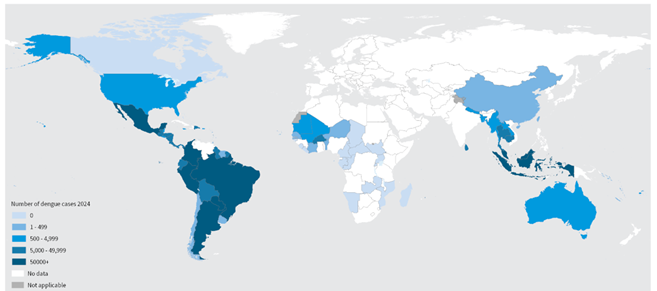 Number of dengue cases 2024
0
1 - 499
500 - 4,999
5,000 - 49,999
50000+
No data
Not applicable